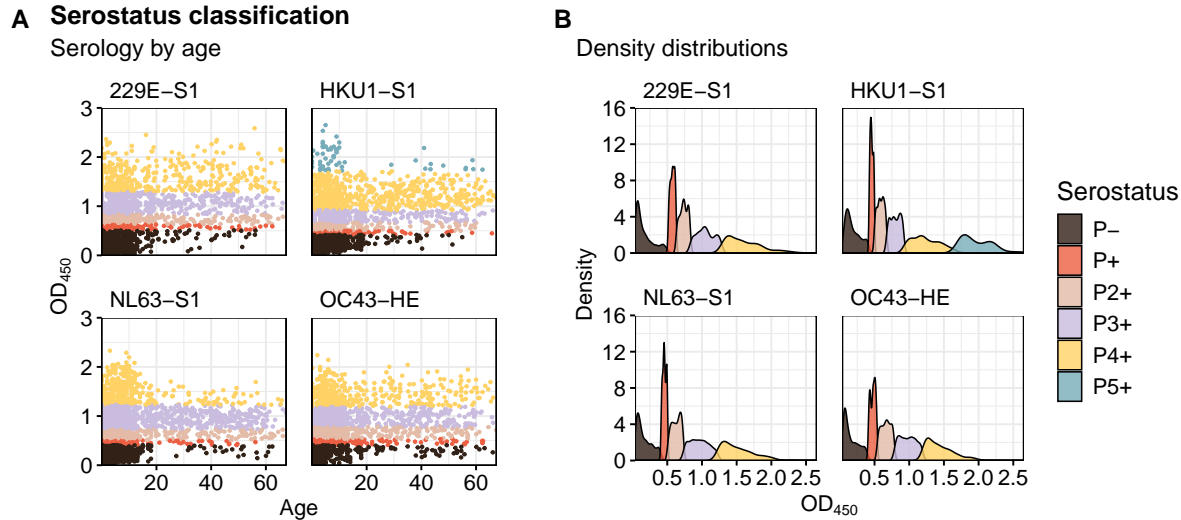 A Serostatus classification
Serology by age
229E−S1 HKU1−S1
3
2
1
0
NL63−S1 OC43−HE
3
2
1
0
20 40 60 20 40 60
Age
OD450
B
Density distributions
229E−S1 HKU1−S1
16
12
8
4
0
NL63−S1 OC43−HE
16
12
8
4
0
0.5 1.0 1.5 2.0 2.5 0.5 1.0 1.5 2.0 2.5
OD450
Density
Serostatus
P−
P+
P2+
P3+
P4+
P5+